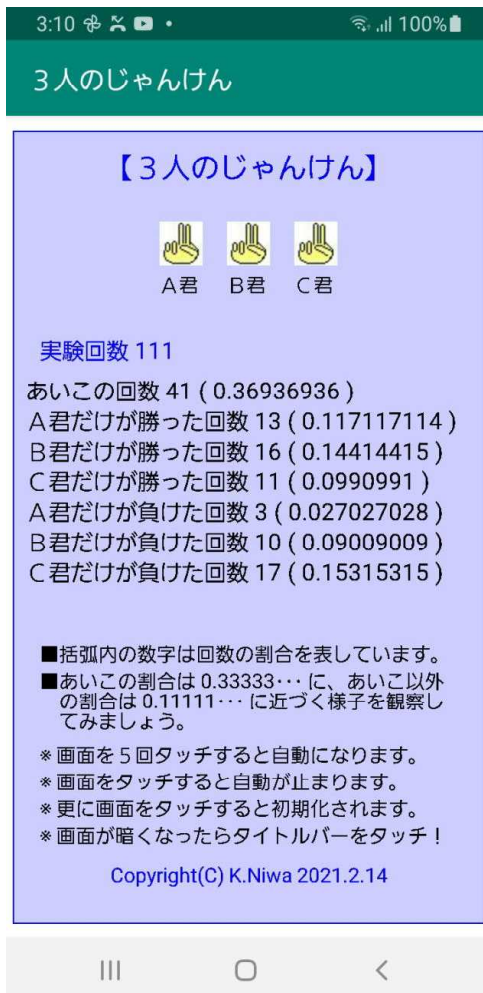 3:10 100%
３人のじゃんけん
【３人のじゃんけん】
Ａ君 Ｂ君 Ｃ君
実験回数 111
あいこの回数 41 ( 0.36936936 )
Ａ君だけが勝った回数 13 ( 0.117117114 )
Ｂ君だけが勝った回数 16 ( 0.14414415 )
Ｃ君だけが勝った回数 11 ( 0.0990991 )
Ａ君だけが負けた回数 3 ( 0.027027028 )
Ｂ君だけが負けた回数 10 ( 0.09009009 )
Ｃ君だけが負けた回数 17 ( 0.15315315 )
■括弧内の数字は回数の割合を表しています。
■あいこの割合は 0.33333･･･ に、あいこ以外
の割合は 0.11111･･･ に近づく様子を観察し
てみましょう。
※画面を５回タッチすると自動になります。
※画面をタッチすると自動が止まります。
※更に画面をタッチすると初期化されます。
※画面が暗くなったらタイトルバーをタッチ！
Copyright(C) K.Niwa 2021.2.14